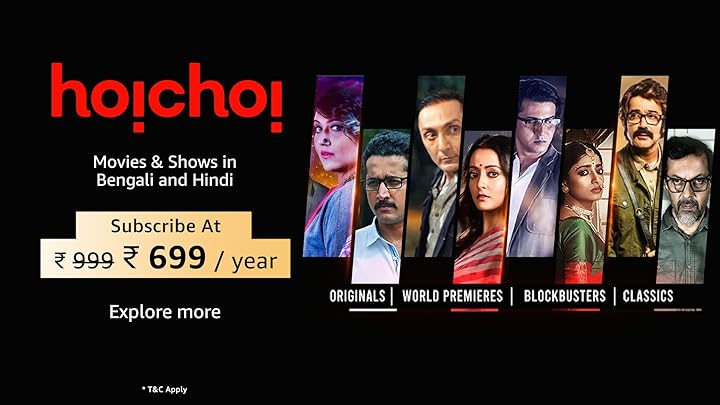 hoichoi
Movies & Shows in
Bengali and Hindi
Subscribe At
₹ 999 ₹ 699 / year
Explore more
ORIGINALS | WORLD PREMIERES | BLOCKBUSTERS | CLASSICS
* T&C Apply